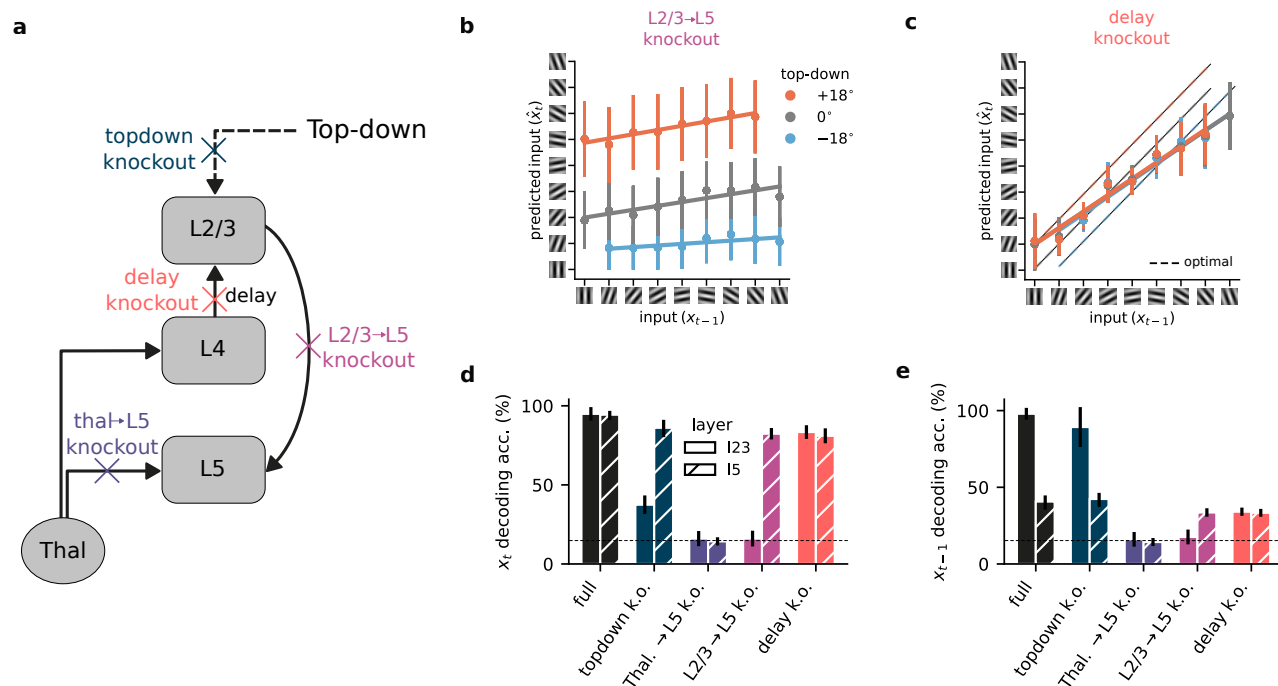 a
Top-down
topdown
knockout
L2/3
delay
knockout
delay
L4
L2/3→L5
knockout
thal→L5
knockout
L5
Thal
b
L2/3→L5
knockout
top-down
+18°
0°
−18°
predicted input (x̂ₜ)
input (xₜ₋₁)
c
delay
knockout
predicted input (x̂ₜ)
optimal
input (xₜ₋₁)
d
xₜ decoding acc. (%)
100
50
0
layer
l23
l5
full
topdown k.o.
Thal. → L5 k.o.
L2/3 → L5 k.o.
delay k.o.
e
xₜ₋₁ decoding acc. (%)
100
50
0
full
topdown k.o.
Thal. → L5 k.o.
L2/3 → L5 k.o.
delay k.o.